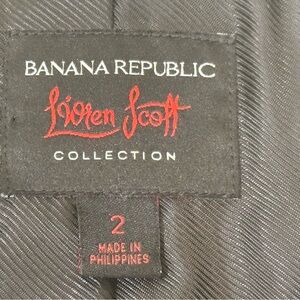 BANANA REPUBLIC
L'Wren Scott
COLLECTION
2
MADE IN
PHILIPPINES